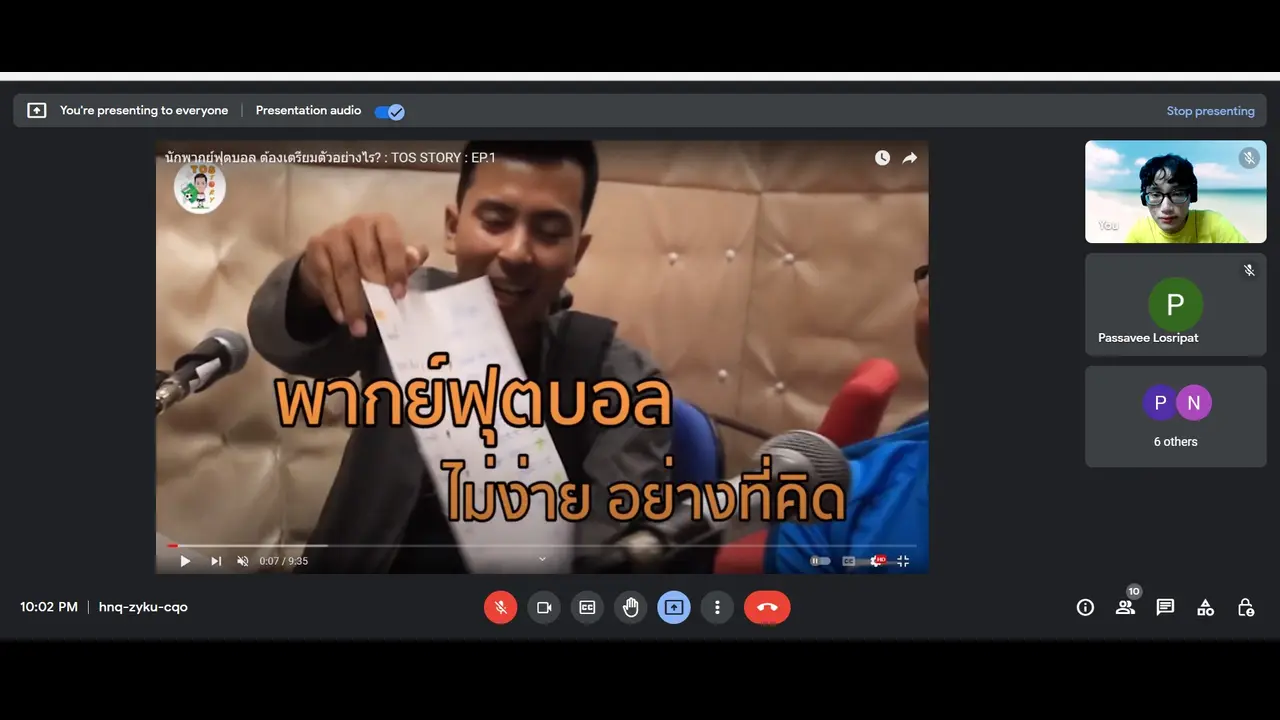 You're presenting to everyone
Presentation audio
Stop presenting
นักพากย์ฟุตบอล ต้องเตรียมตัวอย่างไร? : TOS STORY : EP.1
TOS
STORY
พากย์ฟุตบอล
ไม่ง่าย อย่างที่คิด
0:07 / 9:35
HD
You
P
Passavee Losripat
P N
6 others
10:02 PM
hnq-zyku-cqo
10